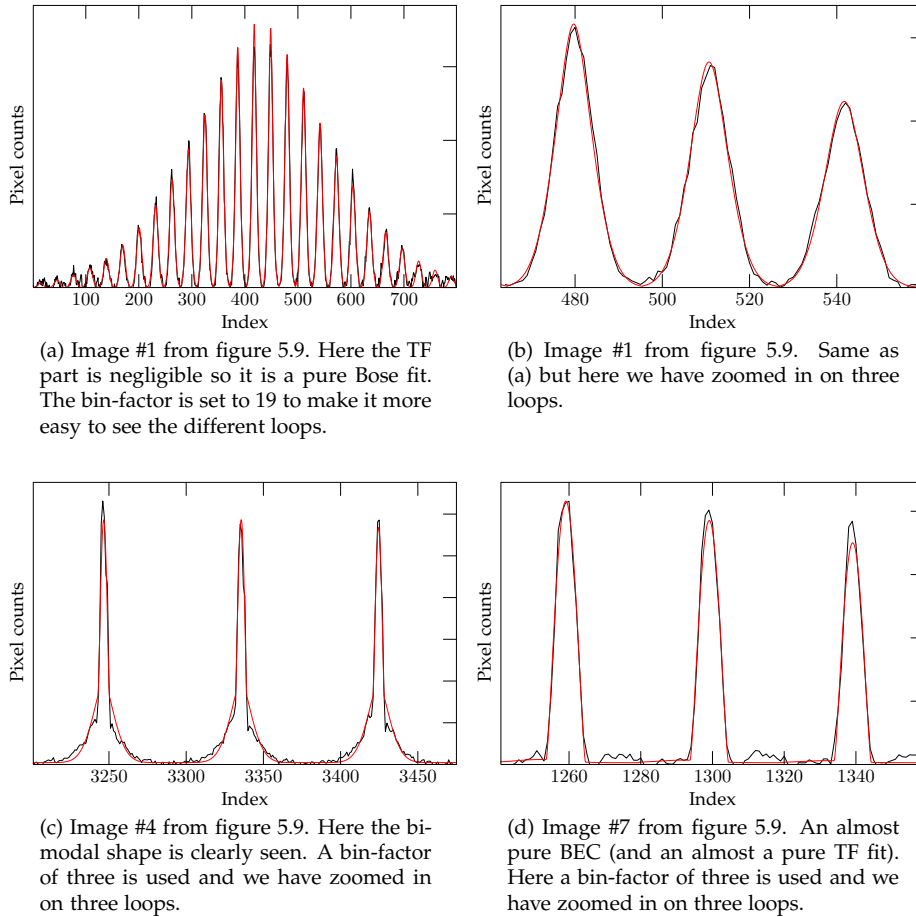 Pixel counts
100 200 300 400 500 600 700
Index
(a) Image #1 from figure 5.9. Here the TF
part is negligible so it is a pure Bose fit.
The bin-factor is set to 19 to make it more
easy to see the different loops.
Pixel counts
480 500 520 540
Index
(b) Image #1 from figure 5.9. Same as
(a) but here we have zoomed in on three
loops.
Pixel counts
3250 3300 3350 3400 3450
Index
(c) Image #4 from figure 5.9. Here the bi-
modal shape is clearly seen. A bin-factor
of three is used and we have zoomed in
on three loops.
Pixel counts
1260 1280 1300 1320 1340
Index
(d) Image #7 from figure 5.9. An almost
pure BEC (and an almost a pure TF fit).
Here a bin-factor of three is used and we
have zoomed in on three loops.